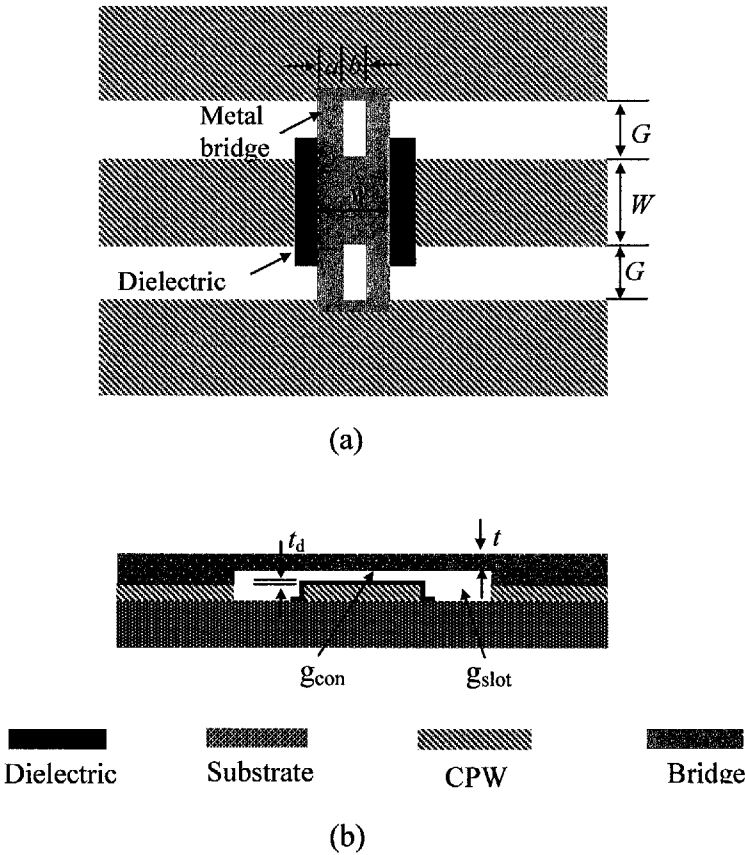 a b
Metal
bridge
G
W
Dielectric
G
(a)
t_d
t
g_con
g_slot
Dielectric
Substrate
CPW
Bridge
(b)